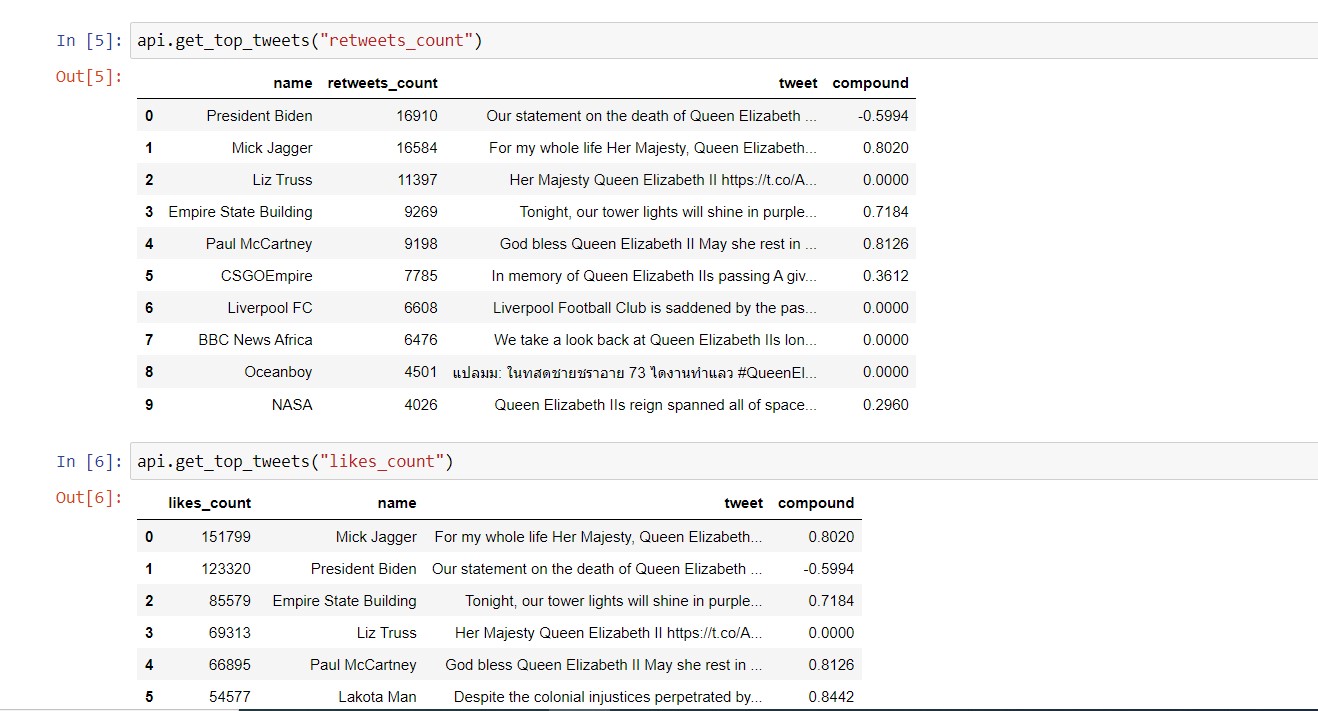 In [5]: api.get_top_tweets("retweets_count")
Out[5]:
name retweets_count tweet compound
0 President Biden 16910 Our statement on the death of Queen Elizabeth ... -0.5994
1 Mick Jagger 16584 For my whole life Her Majesty, Queen Elizabeth... 0.8020
2 Liz Truss 11397 Her Majesty Queen Elizabeth II https://t.co/A... 0.0000
3 Empire State Building 9269 Tonight, our tower lights will shine in purple... 0.7184
4 Paul McCartney 9198 God bless Queen Elizabeth II May she rest in ... 0.8126
5 CSGOEmpire 7785 In memory of Queen Elizabeth IIs passing A giv... 0.3612
6 Liverpool FC 6608 Liverpool Football Club is saddened by the pas... 0.0000
7 BBC News Africa 6476 We take a look back at Queen Elizabeth IIs lon... 0.0000
8 Oceanboy 4501 แปลมม: ในทสดชายชราอาย 73 ไดงานทำแลว #QueenEl... 0.0000
9 NASA 4026 Queen Elizabeth IIs reign spanned all of space... 0.2960
In [6]: api.get_top_tweets("likes_count")
Out[6]:
likes_count name tweet compound
0 151799 Mick Jagger For my whole life Her Majesty, Queen Elizabeth... 0.8020
1 123320 President Biden Our statement on the death of Queen Elizabeth ... -0.5994
2 85579 Empire State Building Tonight, our tower lights will shine in purple... 0.7184
3 69313 Liz Truss Her Majesty Queen Elizabeth II https://t.co/A... 0.0000
4 66895 Paul McCartney God bless Queen Elizabeth II May she rest in ... 0.8126
5 54577 Lakota Man Despite the colonial injustices perpetrated by... 0.8442